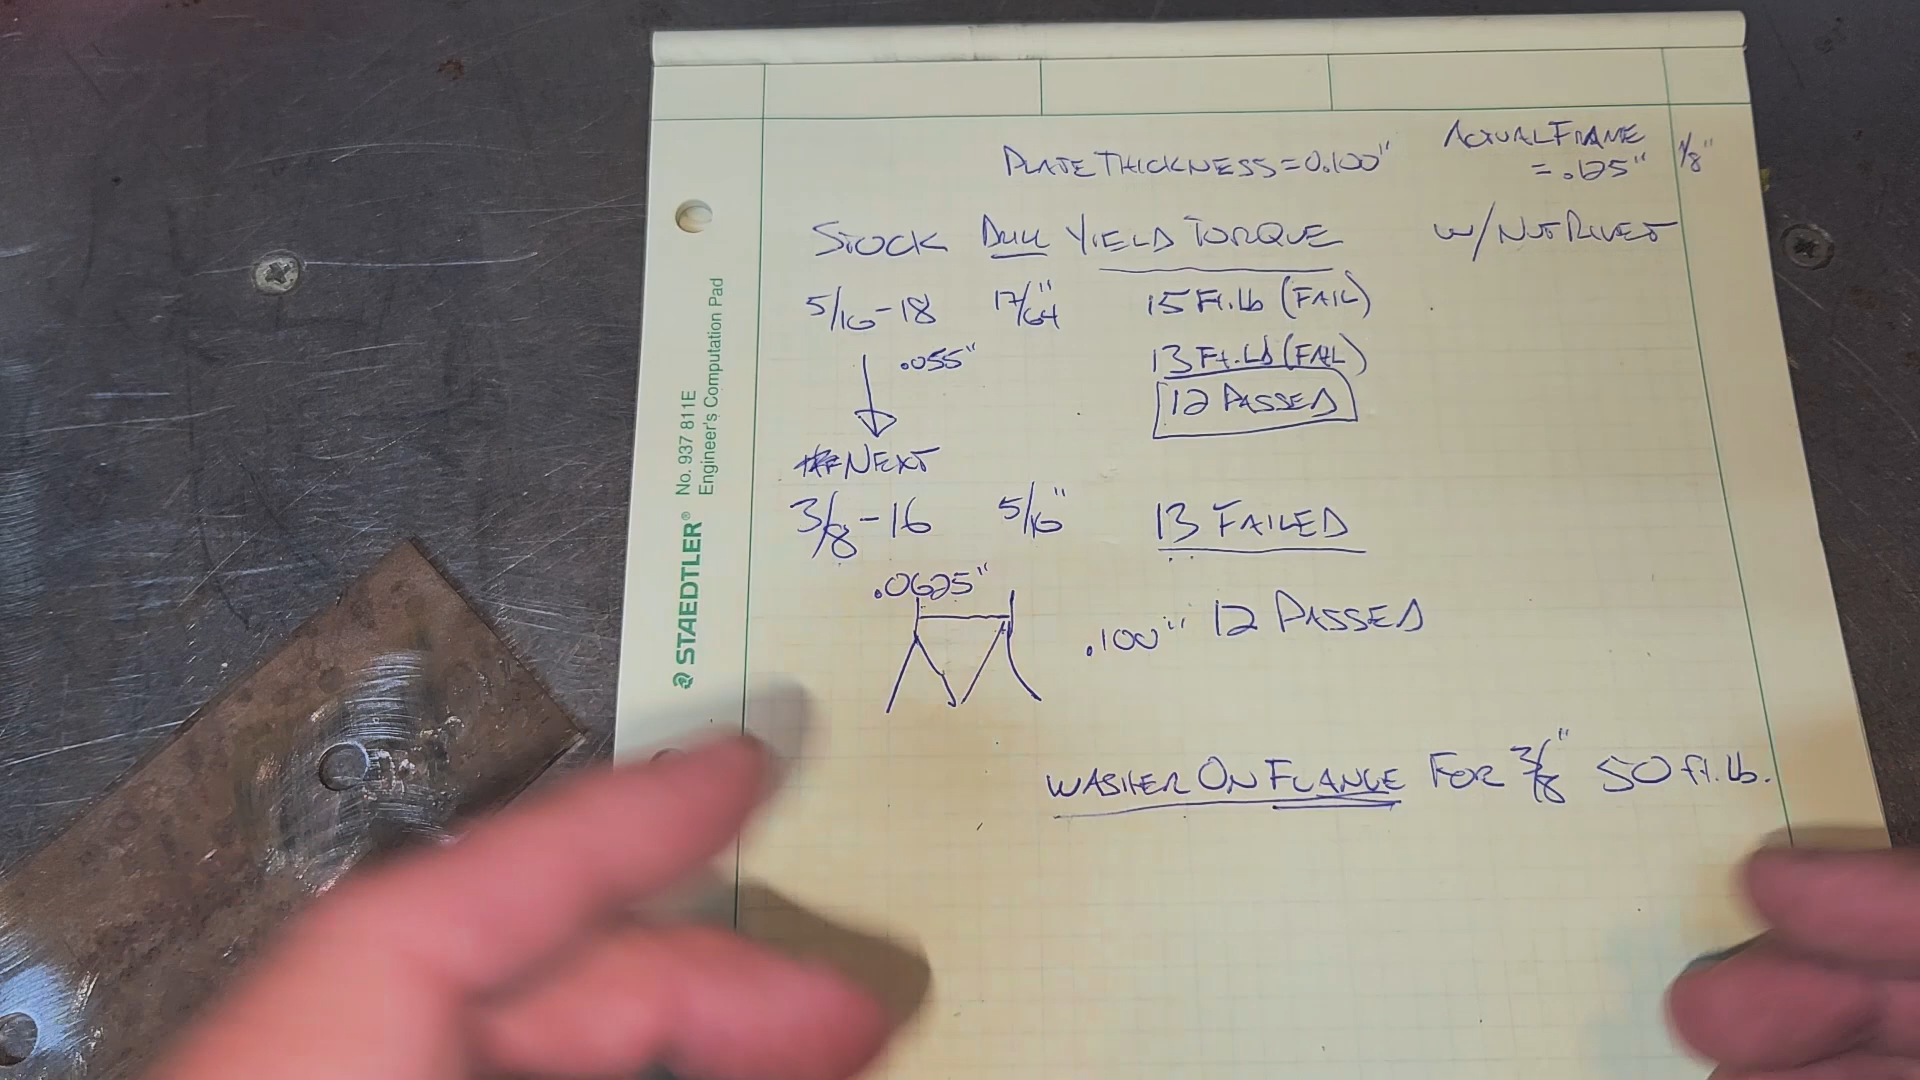 PLATE THICKNESS = 0.100"
ACTUAL FRAME
= .125" 1/8"
STOCK DRILL YIELD TORQUE W/ NUT RIVET
5/16-18 17/64" 15 Ft.lb (FAIL)
.055" 13 Ft.Lb (FAIL)
12 PASSED
NEXT
3/8-16 5/16" 13 FAILED
.0625"
.100" 12 PASSED
WASHER ON FLANGE FOR 3/8" 50 ft.lb.
STAEDTLER® No. 937 811E
Engineer's Computation Pad